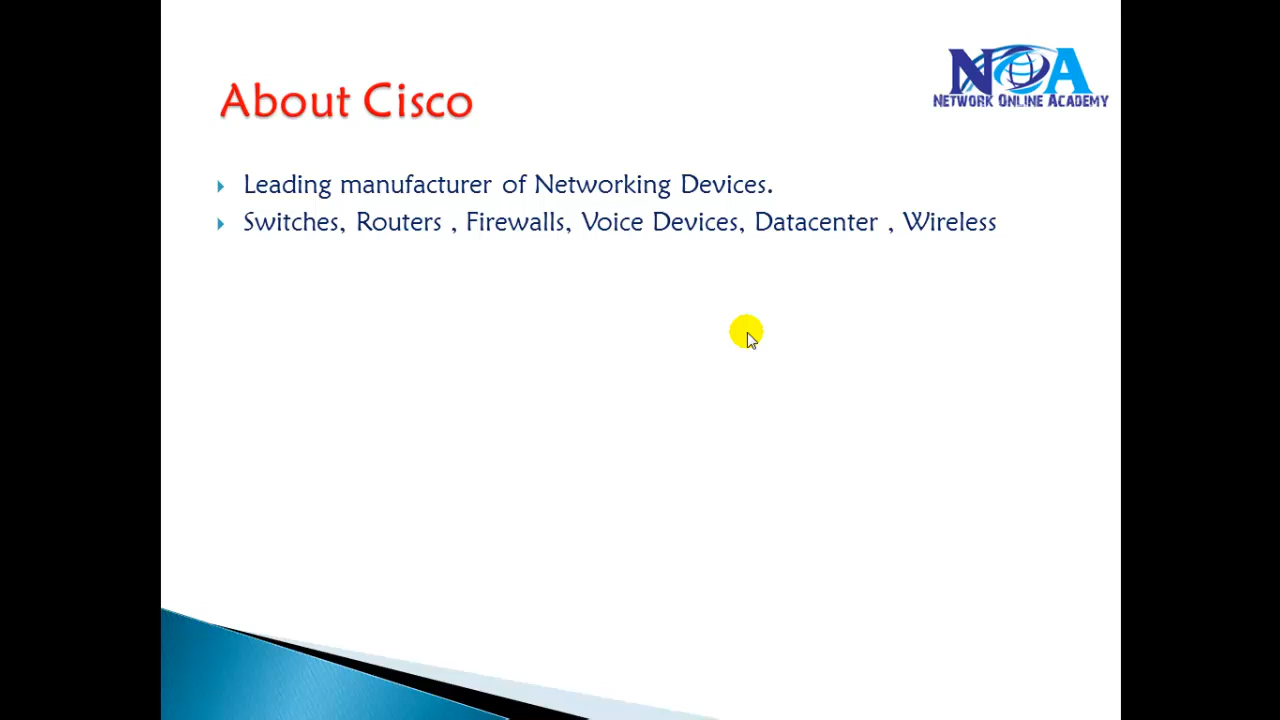 NOA
NETWORK ONLINE ACADEMY
About Cisco
Leading manufacturer of Networking Devices.
Switches, Routers , Firewalls, Voice Devices, Datacenter , Wireless